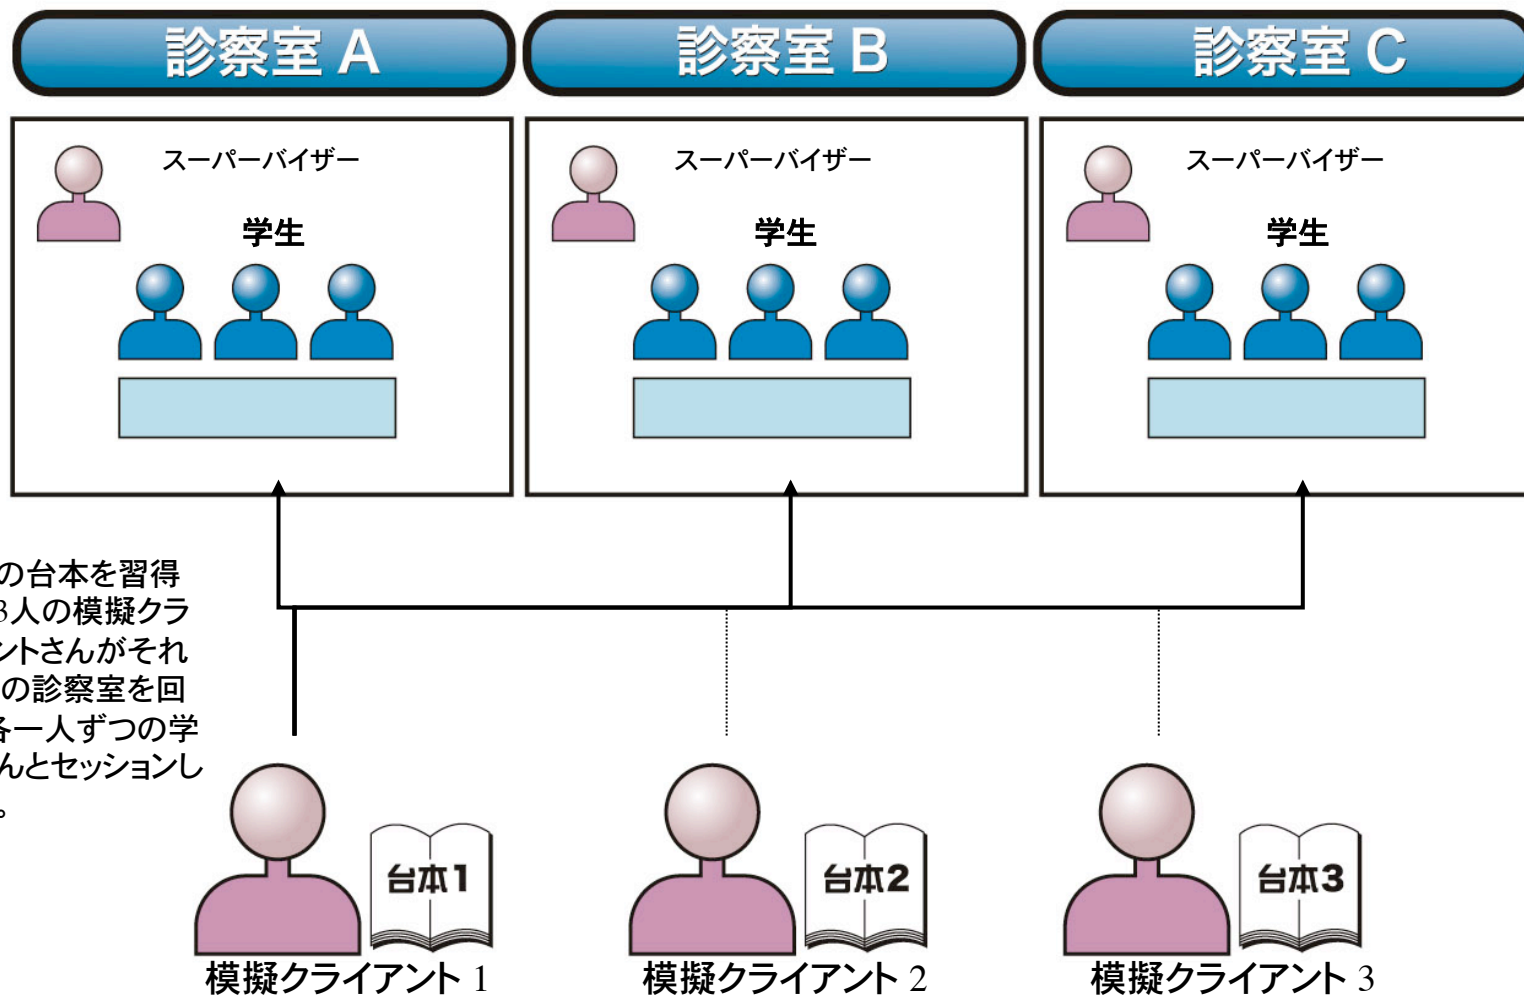 診察室 A
診察室 B
診察室 C
スーパーバイザー
スーパーバイザー
スーパーバイザー
学生
学生
学生
の台本を習得
3人の模擬クラ
ントさんがそれ
の診察室を回
各一人ずつの学
んとセッションし
。
台本1
台本2
台本3
模擬クライアント 1
模擬クライアント 2
模擬クライアント 3